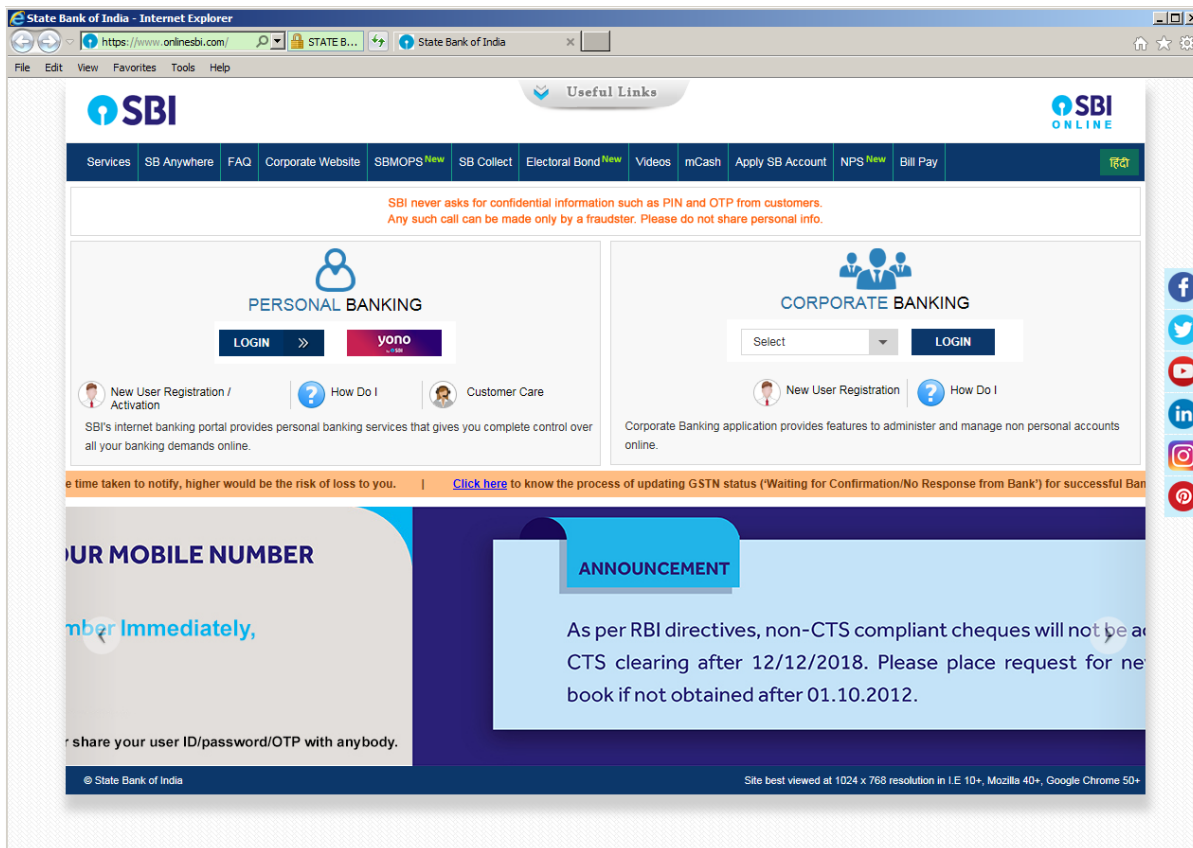 State Bank of India - Internet Explorer
https://www.onlinesbi.com/ STATE B... State Bank of India
File Edit View Favorites Tools Help
Useful Links
SBI
SBI
ONLINE
Services SB Anywhere FAQ Corporate Website SBMOPS New SB Collect Electoral Bond New Videos mCash Apply SB Account NPS New Bill Pay हिंदी
SBI never asks for confidential information such as PIN and OTP from customers.
Any such call can be made only by a fraudster. Please do not share personal info.
PERSONAL BANKING
LOGIN » yono
by SBI
New User Registration /
Activation
How Do I
Customer Care
SBI's internet banking portal provides personal banking services that gives you complete control over
all your banking demands online.
CORPORATE BANKING
Select LOGIN
New User Registration How Do I
Corporate Banking application provides features to administer and manage non personal accounts
online.
e time taken to notify, higher would be the risk of loss to you. | Click here to know the process of updating GSTN status ('Waiting for Confirmation/No Response from Bank') for successful Ban
OUR MOBILE NUMBER
mber Immediately,
r share your user ID/password/OTP with anybody.
ANNOUNCEMENT
As per RBI directives, non-CTS compliant cheques will not be ac
CTS clearing after 12/12/2018. Please place request for ne
book if not obtained after 01.10.2012.
© State Bank of India
Site best viewed at 1024 x 768 resolution in I.E 10+, Mozilla 40+, Google Chrome 50+